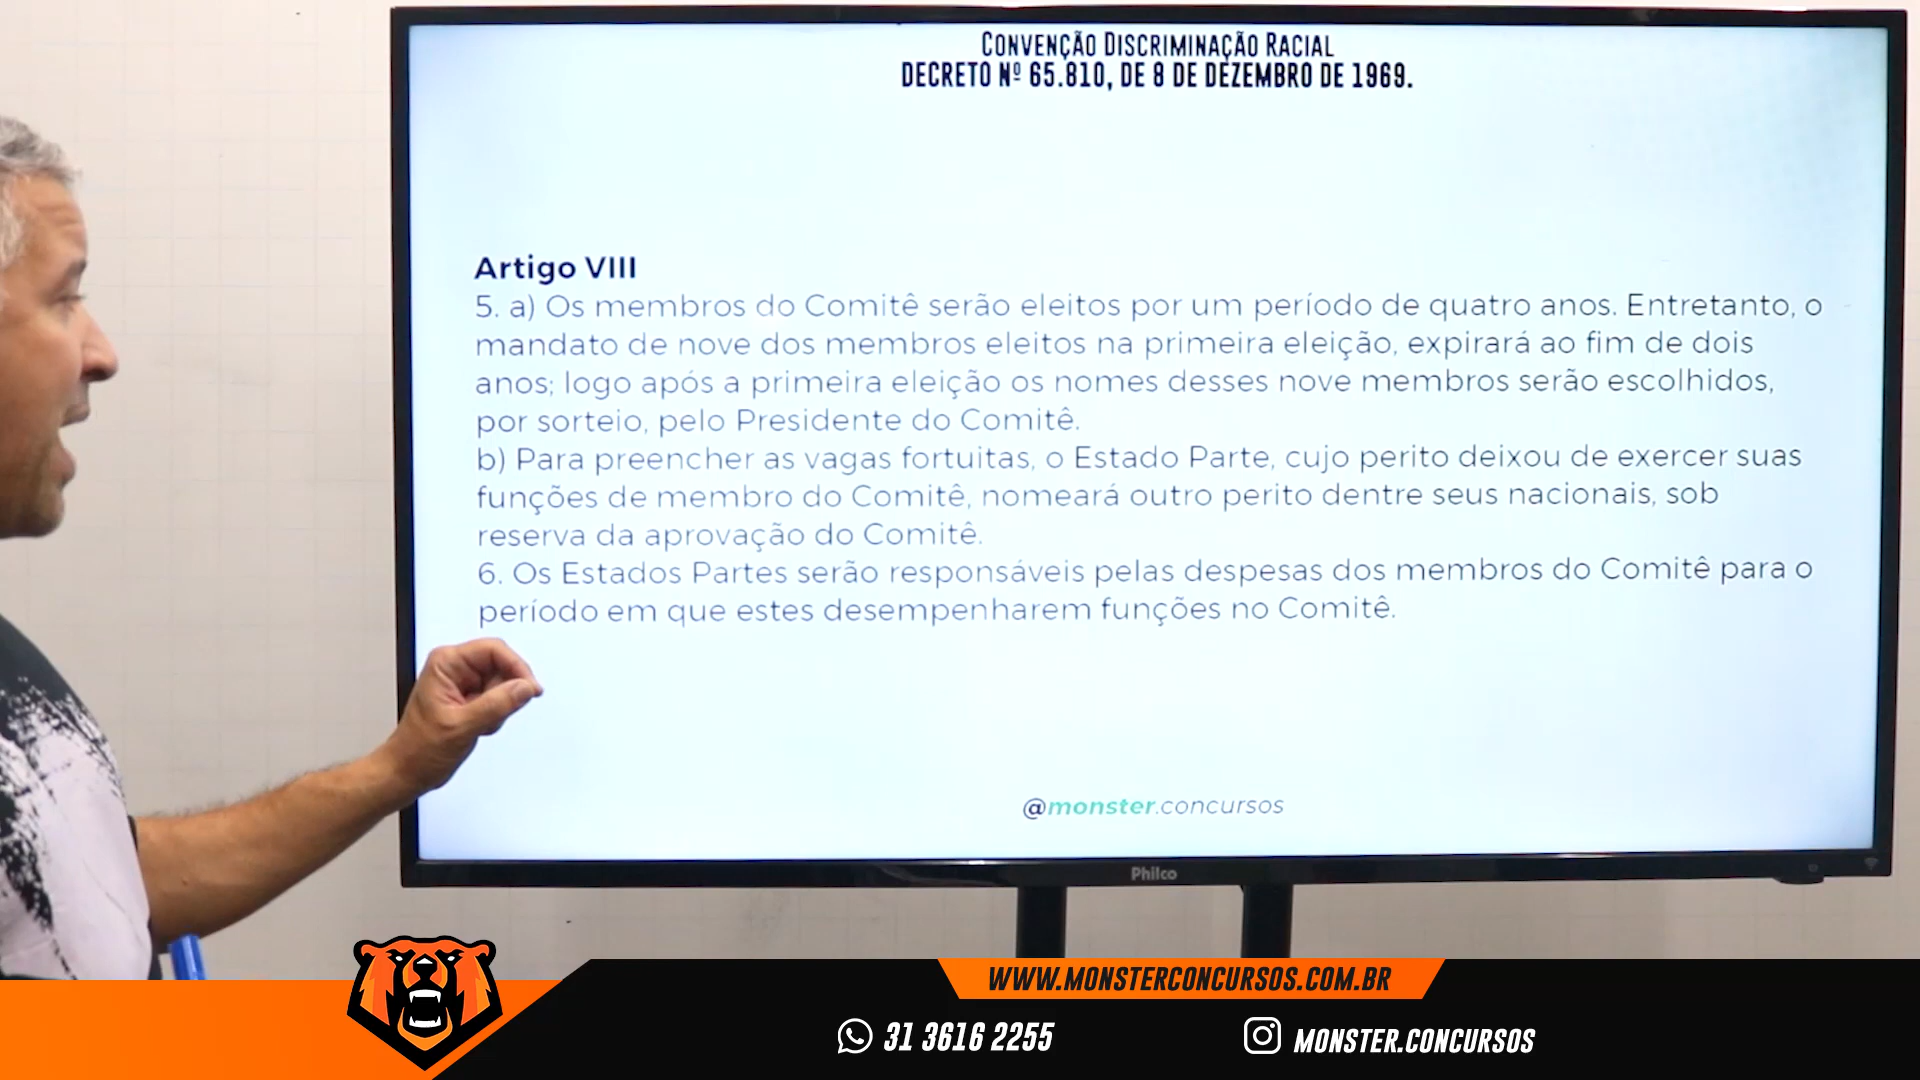 CONVENÇÃO DISCRIMINAÇÃO RACIAL
DECRETO Nº 65.810, DE 8 DE DEZEMBRO DE 1969.
Artigo VIII
5. a) Os membros do Comitê serão eleitos por um período de quatro anos. Entretanto, o
mandato de nove dos membros eleitos na primeira eleição, expirará ao fim de dois
anos; logo após a primeira eleição os nomes desses nove membros serão escolhidos,
por sorteio, pelo Presidente do Comitê.
b) Para preencher as vagas fortuitas, o Estado Parte, cujo perito deixou de exercer suas
funções de membro do Comitê, nomeará outro perito dentre seus nacionais, sob
reserva da aprovação do Comitê.
6. Os Estados Partes serão responsáveis pelas despesas dos membros do Comitê para o
período em que estes desempenharem funções no Comitê.
@monster.concursos
Philco
WWW.MONSTERCONCURSOS.COM.BR
31 3616 2255
MONSTER.CONCURSOS